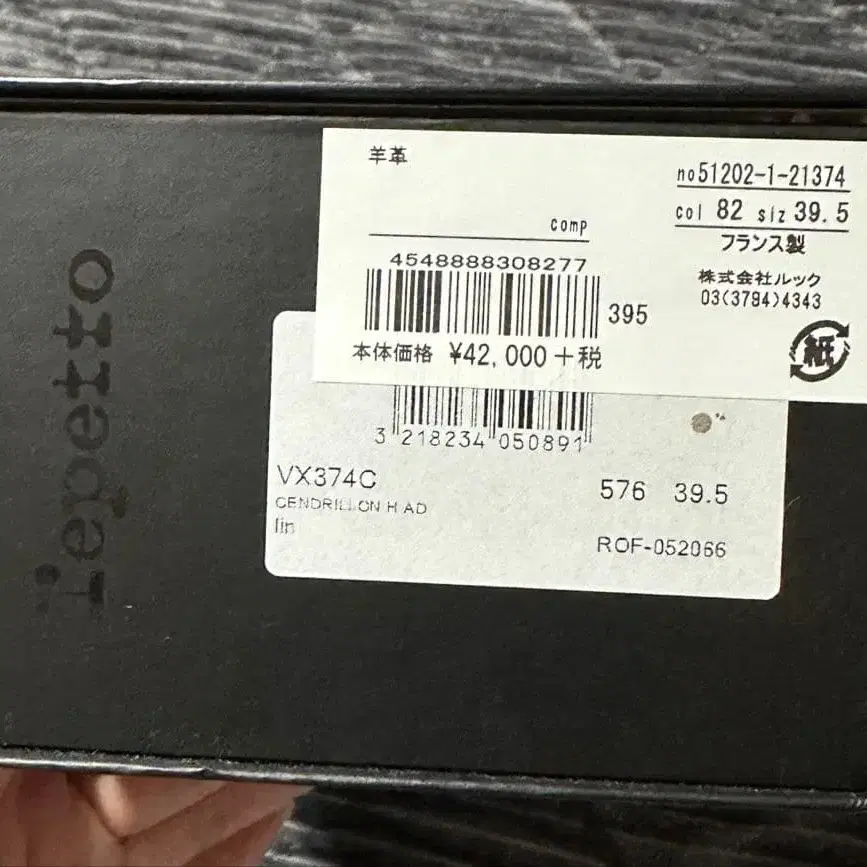 羊革
comp
4548888308277
395
本体価格 ¥42,000+税
no51202-1-21374
col 82 siz 39.5
フランス製
株式会社ルック
03(3794)4343
紙
3 218234 050891
VX374C
CENDRILLON H AD
lin
576 39.5
ROF-052066
repetto